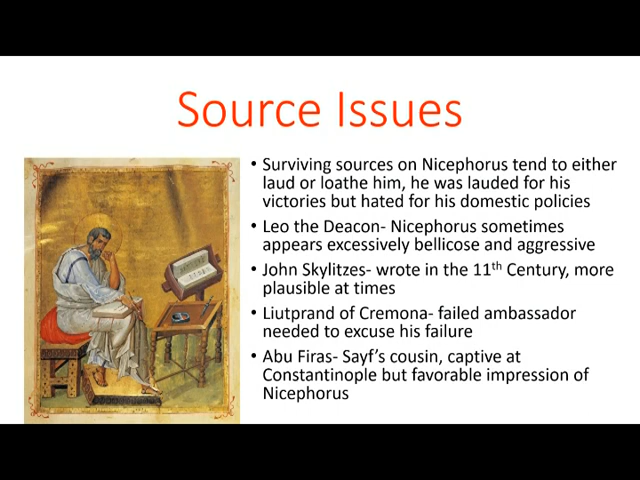 Source Issues
• Surviving sources on Nicephorus tend to either
laud or loathe him, he was lauded for his
victories but hated for his domestic policies
• Leo the Deacon- Nicephorus sometimes
appears excessively bellicose and aggressive
• John Skylitzes- wrote in the 11th Century, more
plausible at times
• Liutprand of Cremona- failed ambassador
needed to excuse his failure
• Abu Firas- Sayf’s cousin, captive at
Constantinople but favorable impression of
Nicephorus